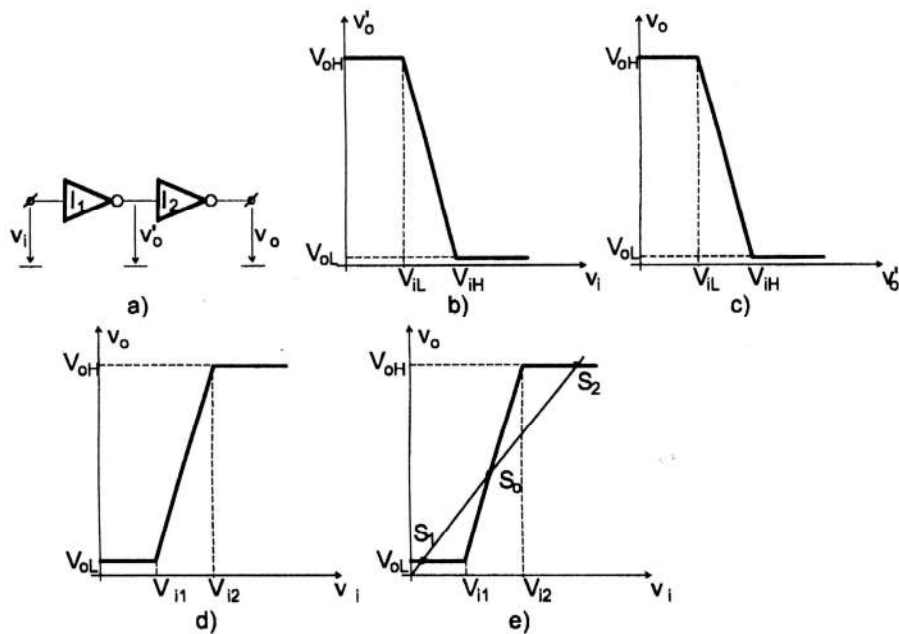 I1 I2
vi v'o vo
a)
v'o
VoH
VoL
ViL ViH vi
b)
vo
VoH
VoL
ViL ViH v'o
c)
vo
VoH
VoL
Vi1 Vi2 vi
d)
vo
VoH
S2
So
S1
VoL
Vi1 Vi2 vi
e)